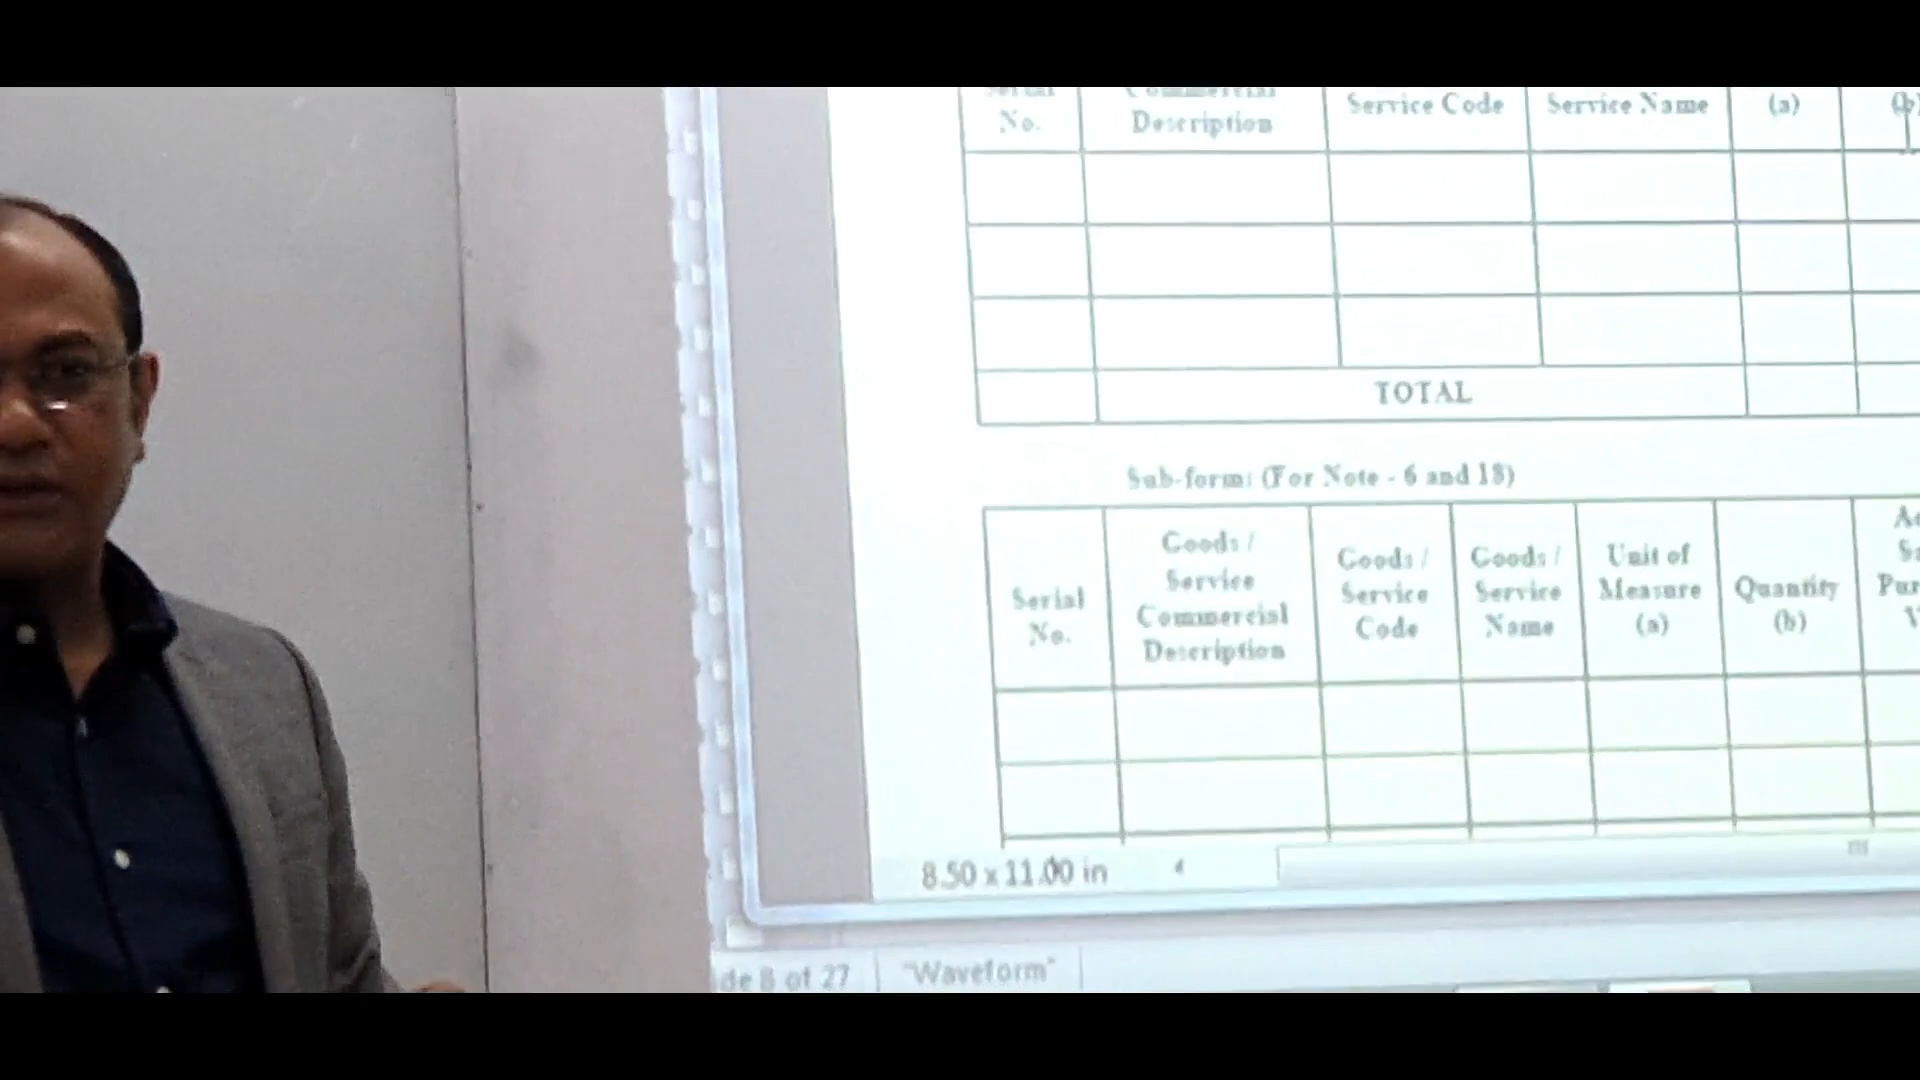 Serial
Commercial
No.
Description
Service Code
Service Name
(a)
(b)
TOTAL
Sub-form: (For Note - 6 and 18)
Serial
No.
Goods /
Service
Commercial
Description
Goods /
Service
Code
Goods /
Service
Name
Unit of
Measure
(a)
Quantity
(b)
8.50 x 11.00 in
de 8 of 27
"Waveform"